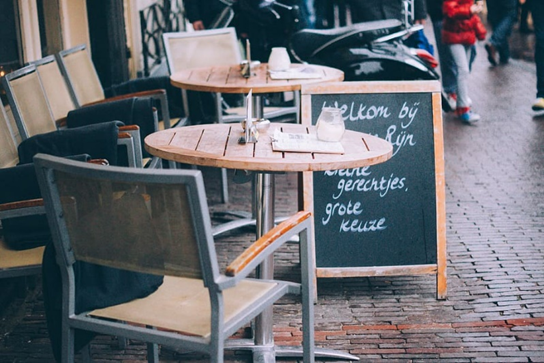 Welkom bij
Rijn
kleine
gerechtjes,
grote
keuze